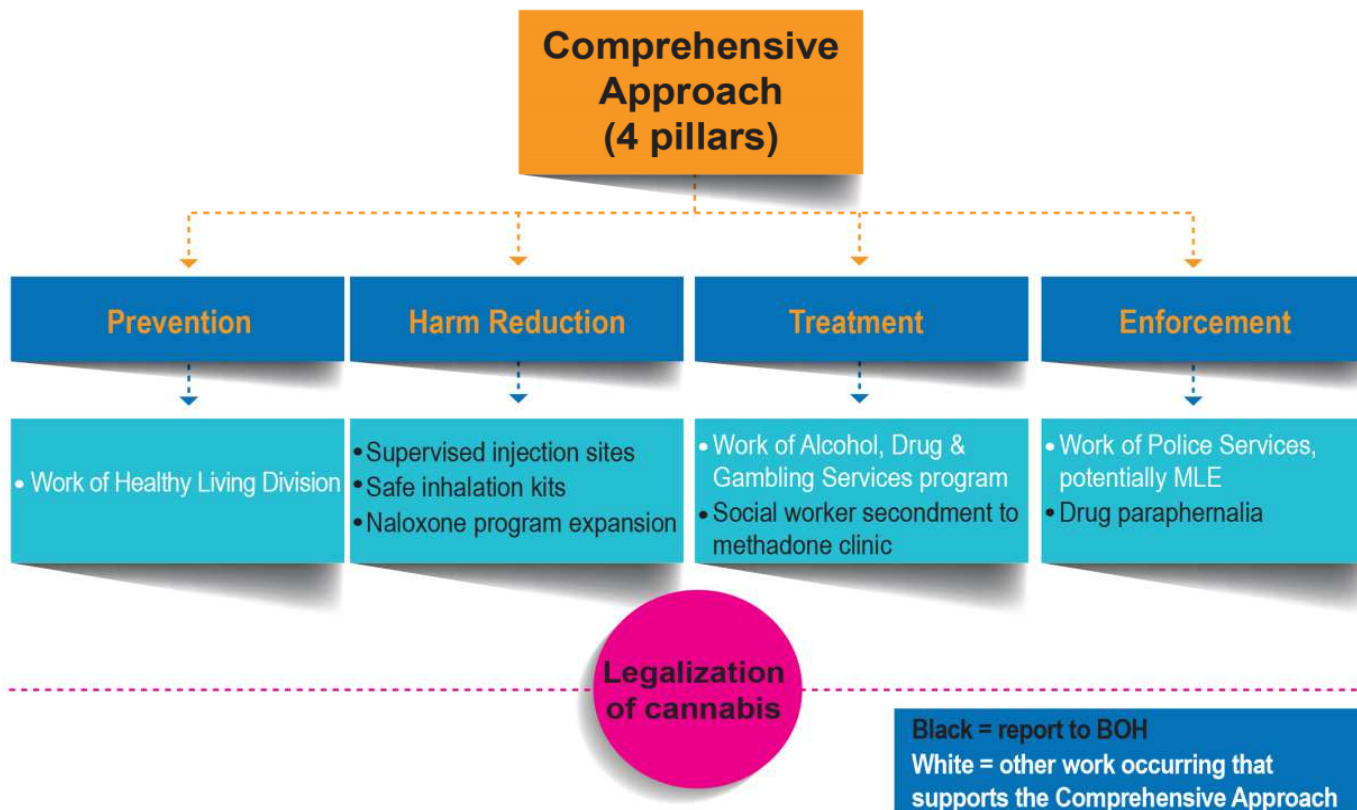 Comprehensive
Approach
(4 pillars)
Prevention
Harm Reduction
Treatment
Enforcement
• Work of Healthy Living Division
• Supervised injection sites
• Safe inhalation kits
• Naloxone program expansion
• Work of Alcohol, Drug &
Gambling Services program
• Social worker secondment to
methadone clinic
• Work of Police Services,
potentially MLE
• Drug paraphernalia
Legalization
of cannabis
Black = report to BOH
White = other work occurring that
supports the Comprehensive Approach